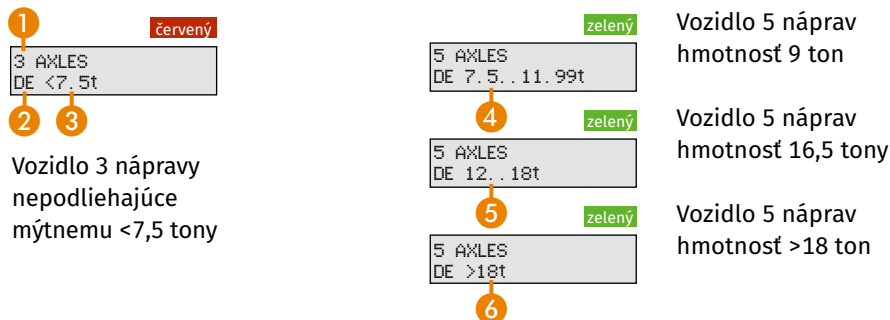 1
červený
3 AXLES
DE <7.5t
2 3
Vozidlo 3 nápravy
nepodliehajúce
mýtnemu <7,5 tony
zelený
5 AXLES
DE 7.5..11.99t
4
Vozidlo 5 náprav
hmotnosť 9 ton
zelený
5 AXLES
DE 12..18t
5
Vozidlo 5 náprav
hmotnosť 16,5 tony
zelený
5 AXLES
DE >18t
6
Vozidlo 5 náprav
hmotnosť >18 ton